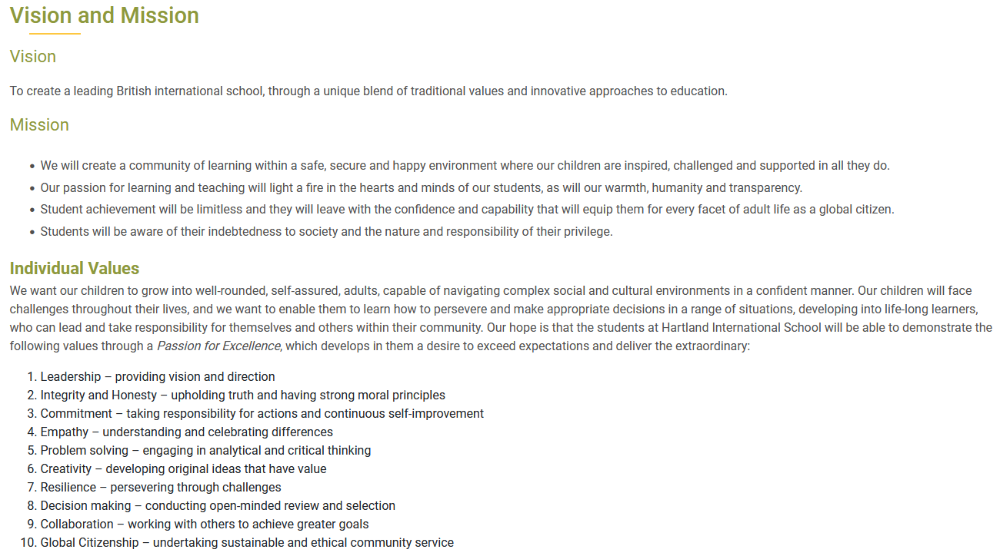 Vision and Mission
Vision
To create a leading British international school, through a unique blend of traditional values and innovative approaches to education.
Mission
• We will create a community of learning within a safe, secure and happy environment where our children are inspired, challenged and supported in all they do.
• Our passion for learning and teaching will light a fire in the hearts and minds of our students, as will our warmth, humanity and transparency.
• Student achievement will be limitless and they will leave with the confidence and capability that will equip them for every facet of adult life as a global citizen.
• Students will be aware of their indebtedness to society and the nature and responsibility of their privilege.
Individual Values
We want our children to grow into well-rounded, self-assured, adults, capable of navigating complex social and cultural environments in a confident manner. Our children will face
challenges throughout their lives, and we want to enable them to learn how to persevere and make appropriate decisions in a range of situations, developing into life-long learners,
who can lead and take responsibility for themselves and others within their community. Our hope is that the students at Hartland International School will be able to demonstrate the
following values through a Passion for Excellence, which develops in them a desire to exceed expectations and deliver the extraordinary:
1. Leadership – providing vision and direction
2. Integrity and Honesty – upholding truth and having strong moral principles
3. Commitment – taking responsibility for actions and continuous self-improvement
4. Empathy – understanding and celebrating differences
5. Problem solving – engaging in analytical and critical thinking
6. Creativity – developing original ideas that have value
7. Resilience – persevering through challenges
8. Decision making – conducting open-minded review and selection
9. Collaboration – working with others to achieve greater goals
10. Global Citizenship – undertaking sustainable and ethical community service